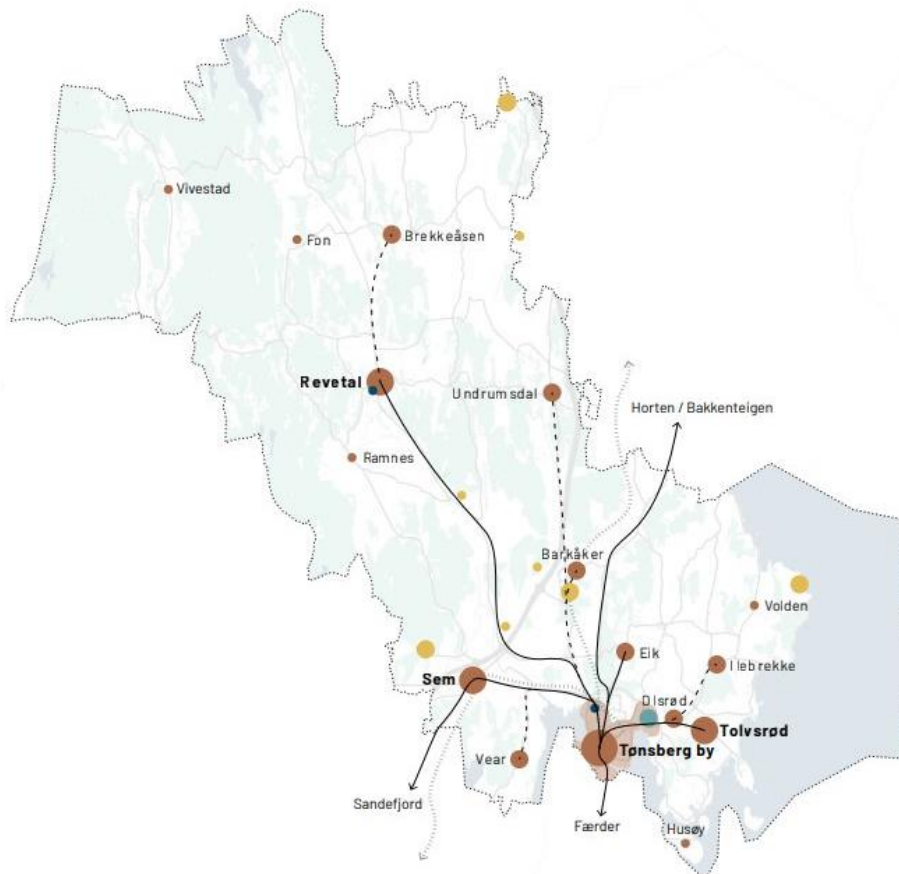 Vivestad
Fon
Brekkeåsen
Revetal
Undrumsdal
Horten / Bakkenteigen
Ramnes
Barkåker
Volden
Eik
Ilebrekke
Sem
Olsrød
Tolvsrød
Tønsberg by
Vear
Sandefjord
Færder
Husøy